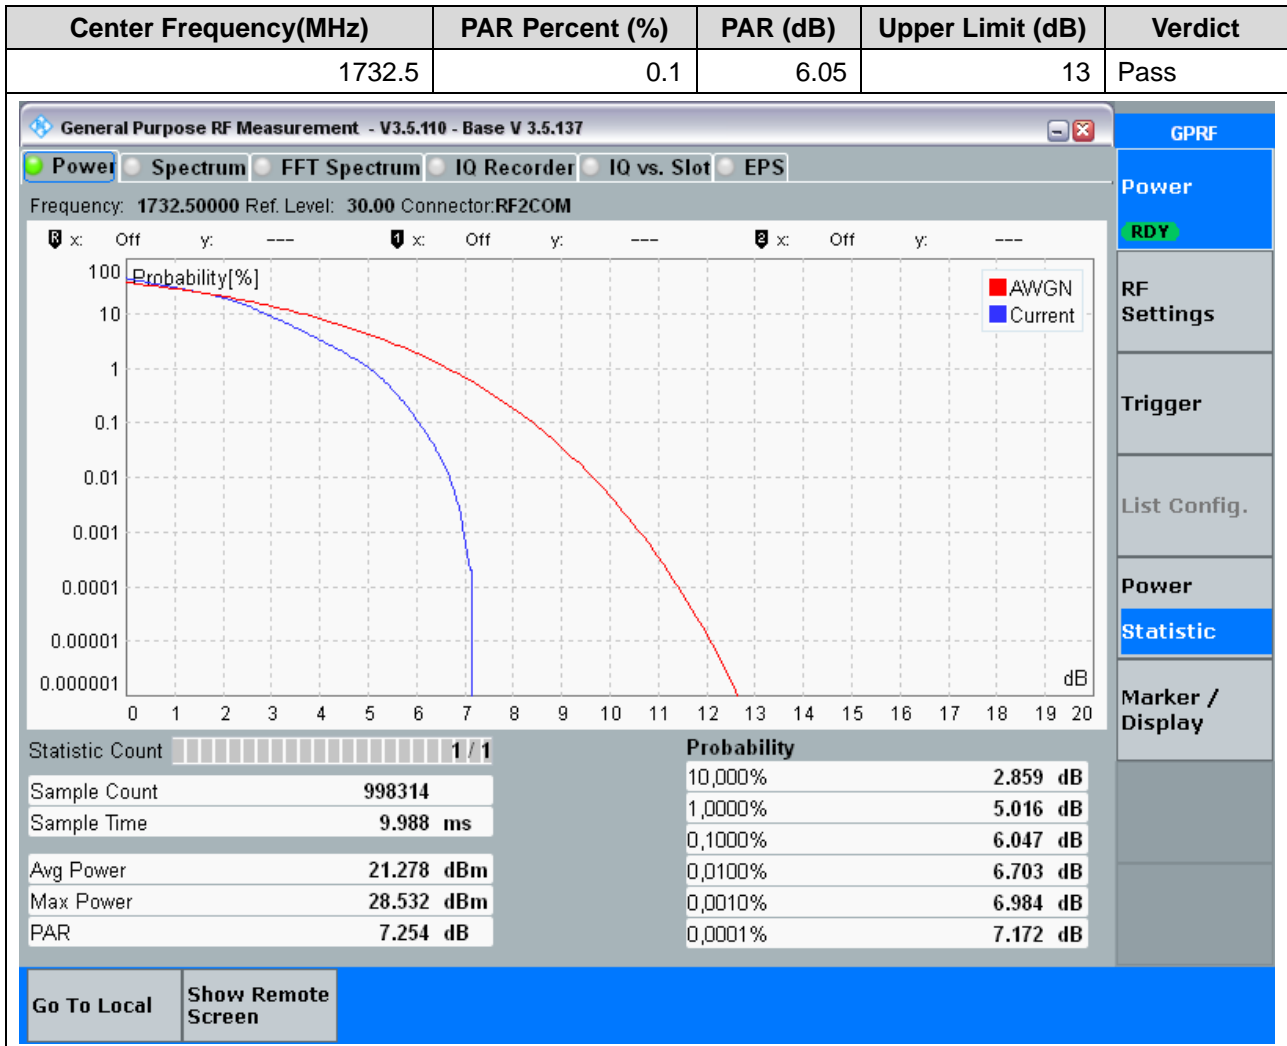 Center Frequency(MHz) PAR Percent (%) PAR (dB) Upper Limit (dB) Verdict
1732.5 0.1 6.05 13 Pass
General Purpose RF Measurement - V3.5.110 - Base V 3.5.137
GPRF
Power Spectrum FFT Spectrum IQ Recorder IQ vs. Slot EPS
Frequency: 1732.50000 Ref. Level: 30.00 Connector:RF2COM
R x: Off y: --- 1 x: Off y: --- 2 x: Off y: ---
Probability[%]
AWGN
Current
100
10
1
0.1
0.01
0.001
0.0001
0.00001
0.000001
dB
0 1 2 3 4 5 6 7 8 9 10 11 12 13 14 15 16 17 18 19 20
Statistic Count 1 / 1
Sample Count 998314
Sample Time 9.988 ms
Avg Power 21.278 dBm
Max Power 28.532 dBm
PAR 7.254 dB
Probability
10,000% 2.859 dB
1,0000% 5.016 dB
0,1000% 6.047 dB
0,0100% 6.703 dB
0,0010% 6.984 dB
0,0001% 7.172 dB
Power
RDY
RF
Settings
Trigger
List Config.
Power
Statistic
Marker /
Display
Go To Local
Show Remote
Screen